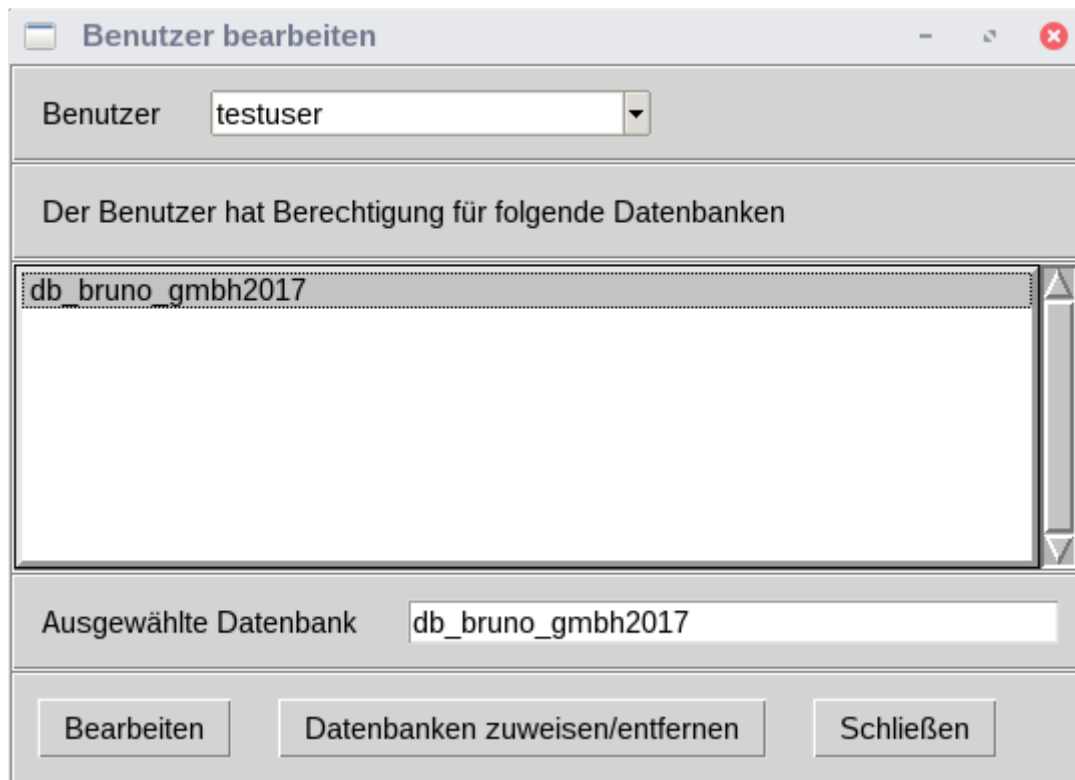 Benutzer bearbeiten
Benutzer testuser
Der Benutzer hat Berechtigung für folgende Datenbanken
db_bruno_gmbh2017
Ausgewählte Datenbank db_bruno_gmbh2017
Bearbeiten Datenbanken zuweisen/entfernen Schließen